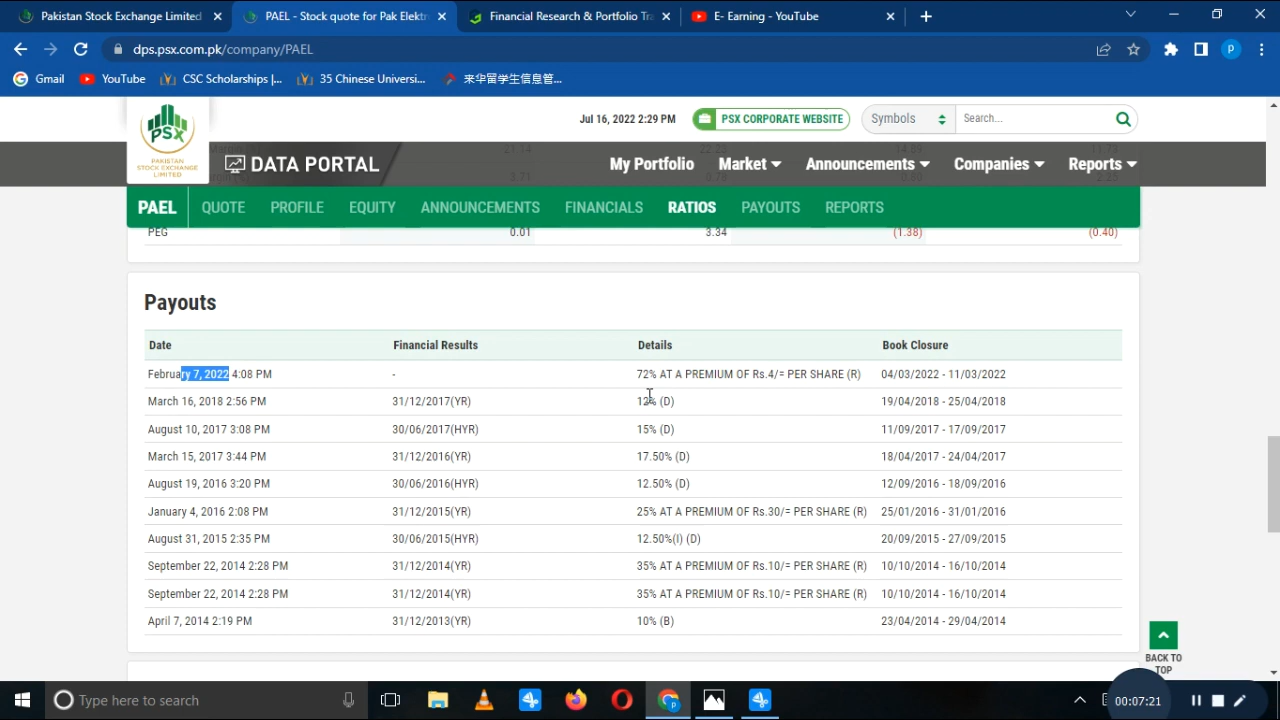 Pakistan Stock Exchange Limited
PAEL - Stock quote for Pak Elektr
Financial Research & Portfolio Tra
E- Earning - YouTube
dps.psx.com.pk/company/PAEL
P
Gmail
YouTube
CSC Scholarships |...
35 Chinese Universi...
来华留学生信息管...
PSX
PAKISTAN
STOCK EXCHANGE
LIMITED
Jul 16, 2022 2:29 PM
PSX CORPORATE WEBSITE
Symbols
Search...
DATA PORTAL
My Portfolio
Market
Announcements
Companies
Reports
PAEL QUOTE PROFILE EQUITY ANNOUNCEMENTS FINANCIALS RATIOS PAYOUTS REPORTS
PEG 0.01 3.34 (1.38) (0.40)
Payouts
Date Financial Results Details Book Closure
February 7, 2022 4:08 PM - 72% AT A PREMIUM OF Rs.4/= PER SHARE (R) 04/03/2022 - 11/03/2022
March 16, 2018 2:56 PM 31/12/2017(YR) 12% (D) 19/04/2018 - 25/04/2018
August 10, 2017 3:08 PM 30/06/2017(HYR) 15% (D) 11/09/2017 - 17/09/2017
March 15, 2017 3:44 PM 31/12/2016(YR) 17.50% (D) 18/04/2017 - 24/04/2017
August 19, 2016 3:20 PM 30/06/2016(HYR) 12.50% (D) 12/09/2016 - 18/09/2016
January 4, 2016 2:08 PM 31/12/2015(YR) 25% AT A PREMIUM OF Rs.30/= PER SHARE (R) 25/01/2016 - 31/01/2016
August 31, 2015 2:35 PM 30/06/2015(HYR) 12.50%(I) (D) 20/09/2015 - 27/09/2015
September 22, 2014 2:28 PM 31/12/2014(YR) 35% AT A PREMIUM OF Rs.10/= PER SHARE (R) 10/10/2014 - 16/10/2014
September 22, 2014 2:28 PM 31/12/2014(YR) 35% AT A PREMIUM OF Rs.10/= PER SHARE (R) 10/10/2014 - 16/10/2014
April 7, 2014 2:19 PM 31/12/2013(YR) 10% (B) 23/04/2014 - 29/04/2014
BACK TO
TOP
Type here to search
00:07:21